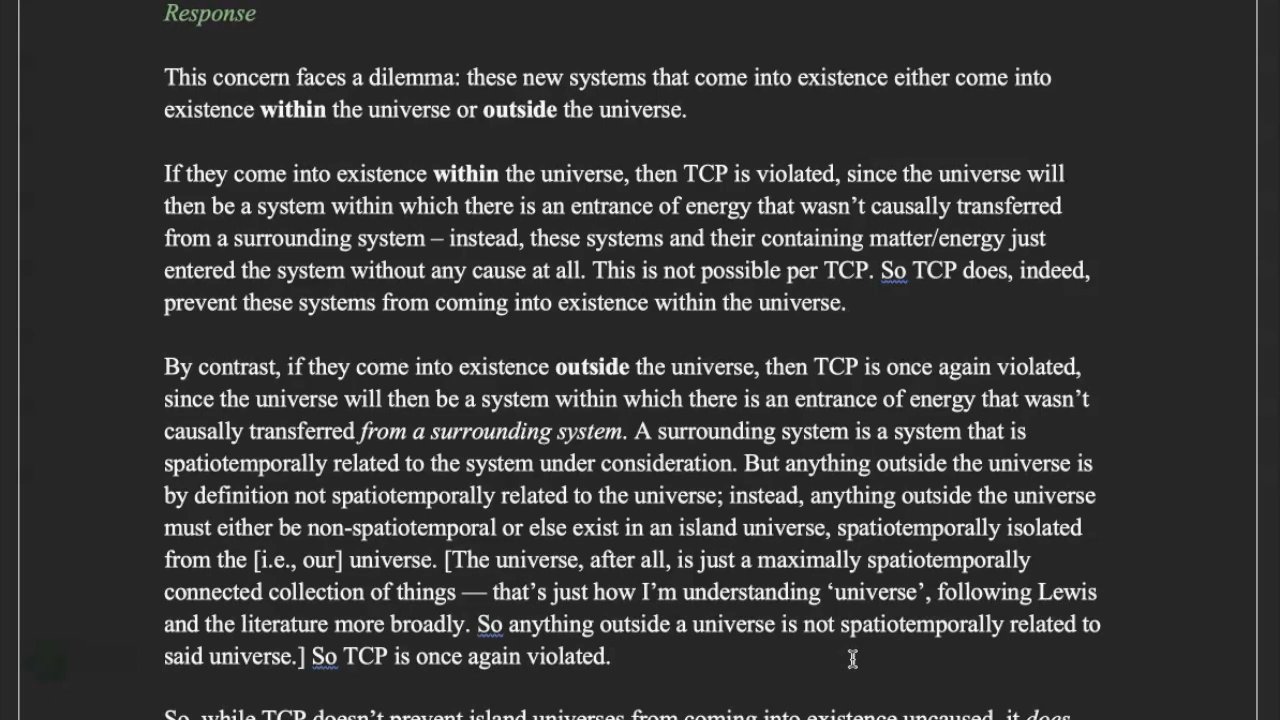 Response
This concern faces a dilemma: these new systems that come into existence either come into
existence within the universe or outside the universe.
If they come into existence within the universe, then TCP is violated, since the universe will
then be a system within which there is an entrance of energy that wasn’t causally transferred
from a surrounding system – instead, these systems and their containing matter/energy just
entered the system without any cause at all. This is not possible per TCP. So TCP does, indeed,
prevent these systems from coming into existence within the universe.
By contrast, if they come into existence outside the universe, then TCP is once again violated,
since the universe will then be a system within which there is an entrance of energy that wasn’t
causally transferred from a surrounding system. A surrounding system is a system that is
spatiotemporally related to the system under consideration. But anything outside the universe is
by definition not spatiotemporally related to the universe; instead, anything outside the universe
must either be non-spatiotemporal or else exist in an island universe, spatiotemporally isolated
from the [i.e., our] universe. [The universe, after all, is just a maximally spatiotemporally
connected collection of things — that’s just how I’m understanding ‘universe’, following Lewis
and the literature more broadly. So anything outside a universe is not spatiotemporally related to
said universe.] So TCP is once again violated.
So, while TCP doesn’t prevent island universes from coming into existence uncaused, it does